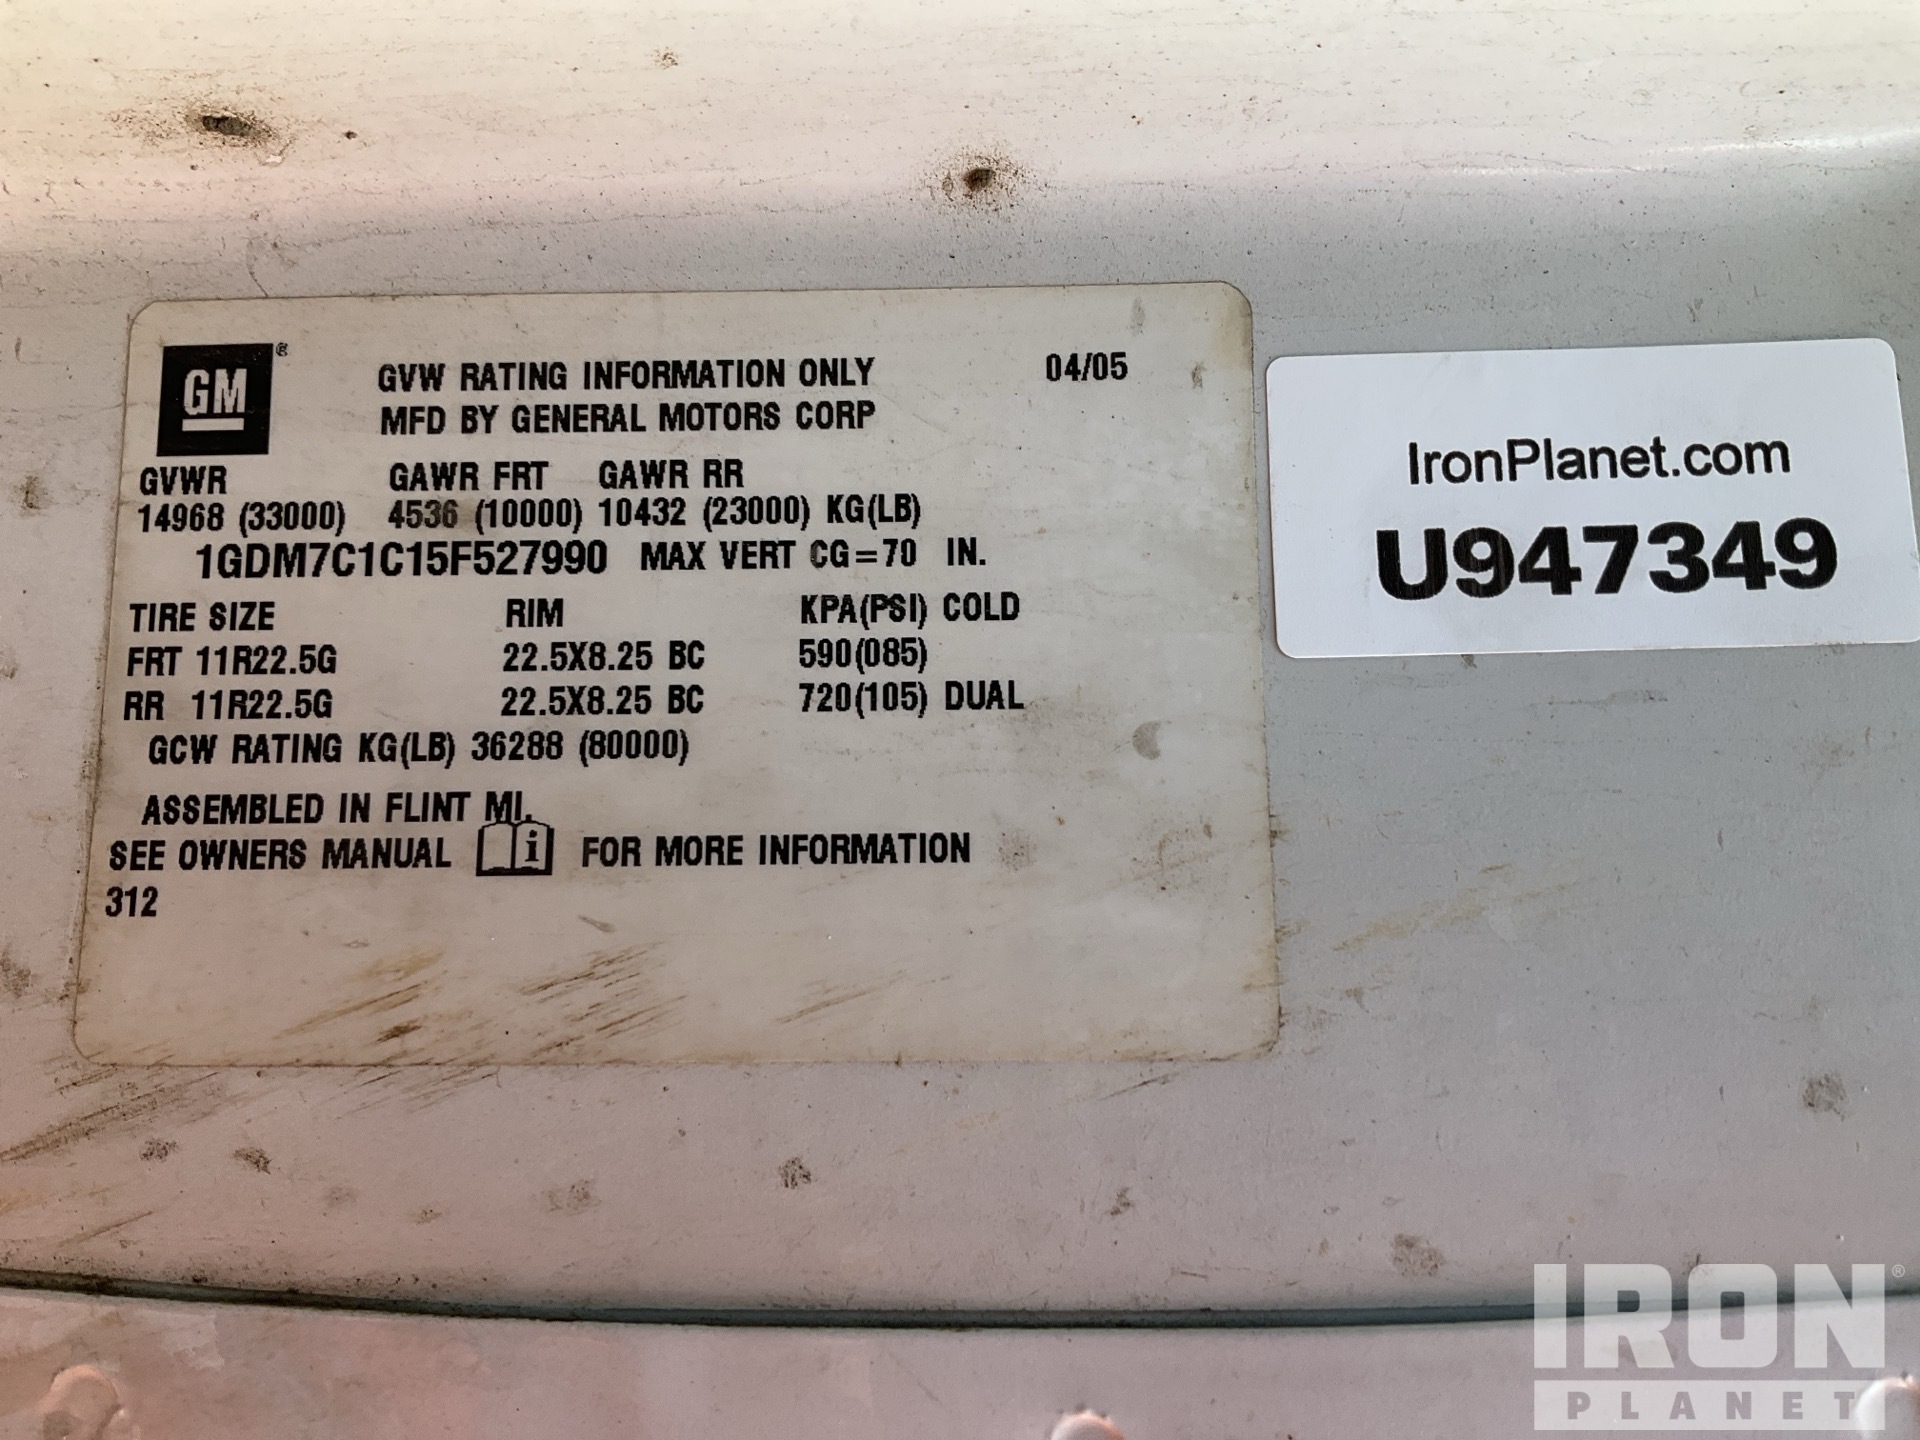 GM®
GVW RATING INFORMATION ONLY 04/05
MFD BY GENERAL MOTORS CORP
GVWR GAWR FRT GAWR RR
14968 (33000) 4536 (10000) 10432 (23000) KG(LB)
1GDM7C1C15F527990 MAX VERT CG=70 IN.
TIRE SIZE RIM KPA(PSI) COLD
FRT 11R22.5G 22.5X8.25 BC 590(085)
RR 11R22.5G 22.5X8.25 BC 720(105) DUAL
GCW RATING KG(LB) 36288 (80000)
ASSEMBLED IN FLINT MI.
SEE OWNERS MANUAL i FOR MORE INFORMATION
312
IronPlanet.com
U947349
IRON®
PLANET